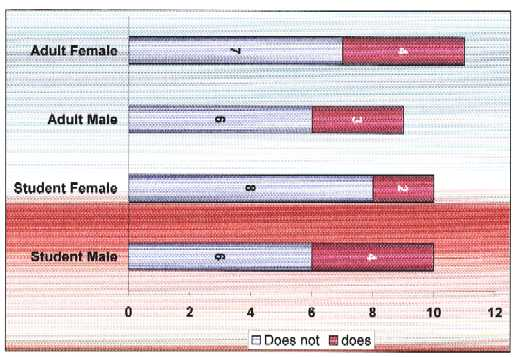 Adult Female 7 4
Adult Male 6 3
Student Female 8 2
Student Male 6 4
0 2 4 6 8 10 12
Does not does